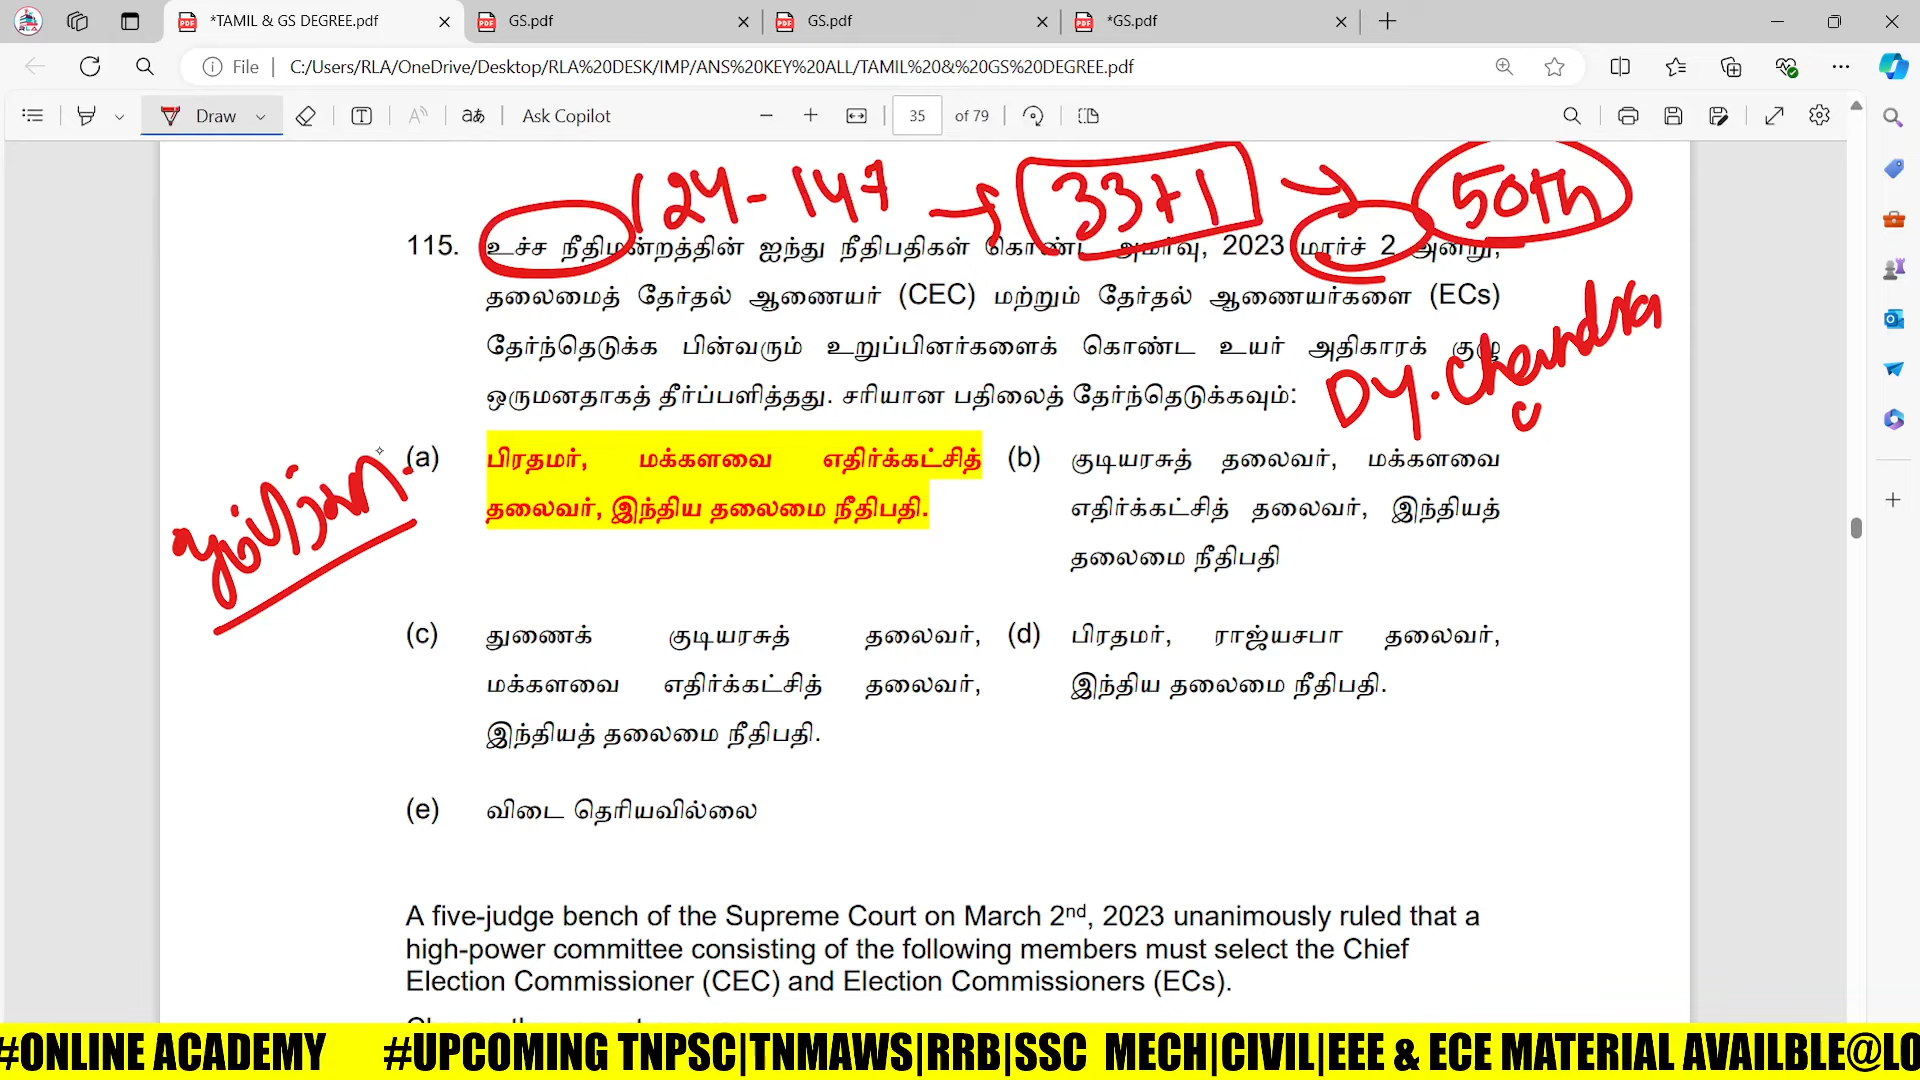 *TAMIL & GS DEGREE.pdf
GS.pdf
GS.pdf
*GS.pdf
File
C:/Users/RLA/OneDrive/Desktop/RLA%20DESK/IMP/ANS%20KEY%20ALL/TAMIL%20&%20GS%20DEGREE.pdf
Draw
Ask Copilot
35 of 79
124 - 147 → 33+1 → 50th
115. உச்ச நீதிமன்றத்தின் ஐந்து நீதிபதிகள் கொண்ட அமர்வு, 2023 மார்ச் 2 அன்று,
தலைமைத் தேர்தல் ஆணையர் (CEC) மற்றும் தேர்தல் ஆணையர்களை (ECs)
தேர்ந்தெடுக்க பின்வரும் உறுப்பினர்களைக் கொண்ட உயர் அதிகாரக் குழு
ஒருமனதாகத் தீர்ப்பளித்தது. சரியான பதிலைத் தேர்ந்தெடுக்கவும்:
DY. Chandra
C
(a) பிரதமர், மக்களவை எதிர்க்கட்சித்
தலைவர், இந்திய தலைமை நீதிபதி.
(b) குடியரசுத் தலைவர், மக்களவை
எதிர்க்கட்சித் தலைவர், இந்தியத்
தலைமை நீதிபதி
(c) துணைக் குடியரசுத் தலைவர்,
மக்களவை எதிர்க்கட்சித் தலைவர்,
இந்தியத் தலைமை நீதிபதி.
(d) பிரதமர், ராஜ்யசபா தலைவர்,
இந்திய தலைமை நீதிபதி.
(e) விடை தெரியவில்லை
A five-judge bench of the Supreme Court on March 2nd, 2023 unanimously ruled that a
high-power committee consisting of the following members must select the Chief
Election Commissioner (CEC) and Election Commissioners (ECs).
#ONLINE ACADEMY #UPCOMING TNPSC|TNMAWS|RRB|SSC MECH|CIVIL|EEE & ECE MATERIAL AVAILBLE@LO